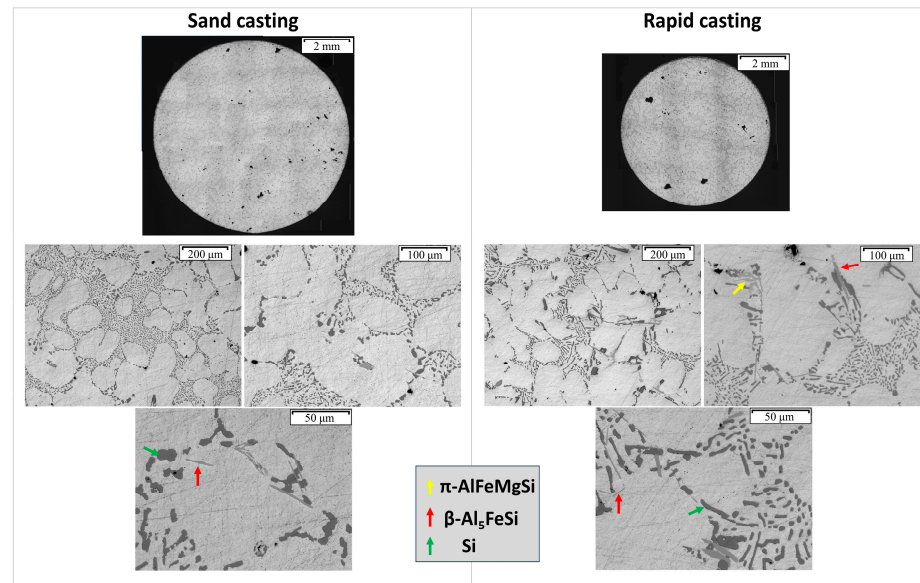 Sand casting
Rapid casting
2 mm
2 mm
200 μm
100 μm
200 μm
100 μm
50 μm
50 μm
π-AlFeMgSi
β-Al₅FeSi
Si